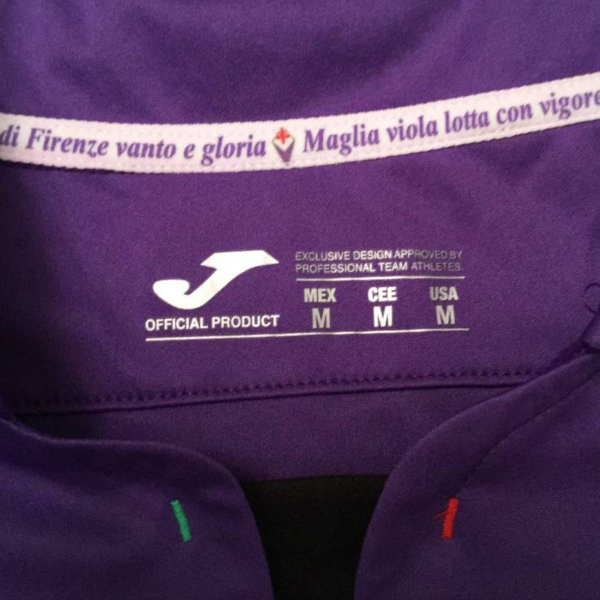 di Firenze vanto e gloria Maglia viola lotta con vigore
EXCLUSIVE DESIGN APPROVED BY
PROFESSIONAL TEAM ATHLETES
MEX CEE USA
M M M
OFFICIAL PRODUCT